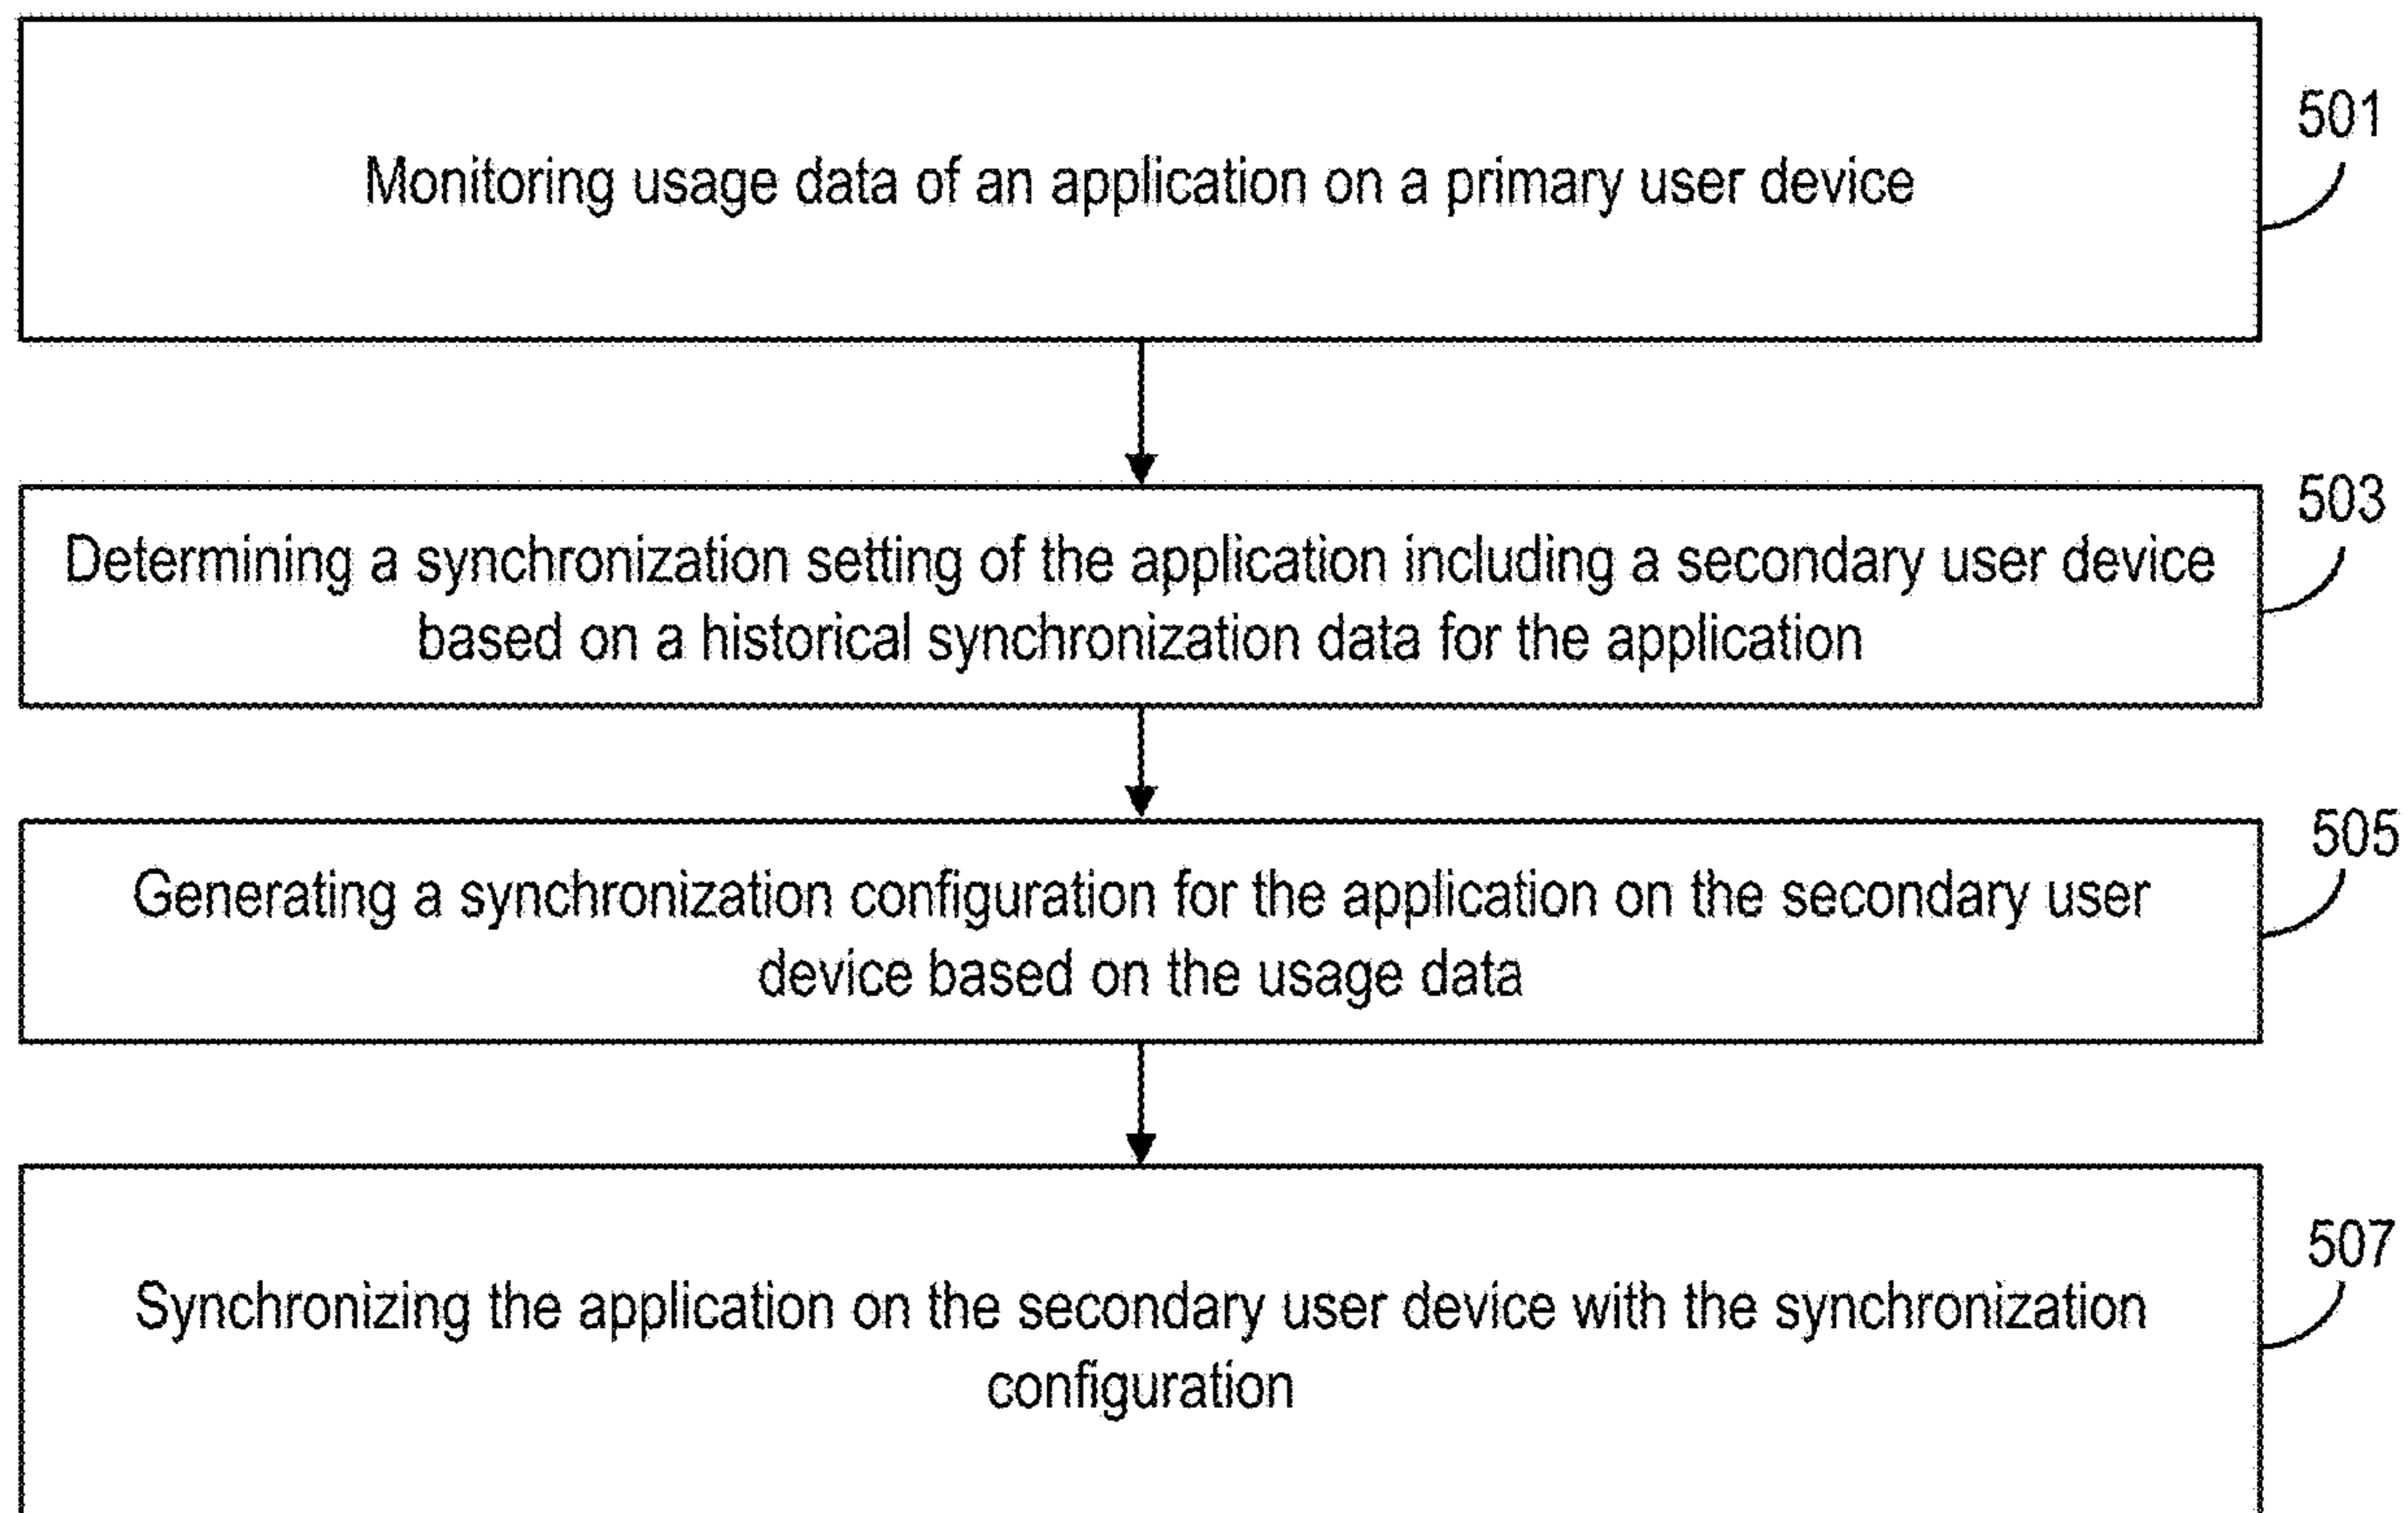 501
Monitoring usage data of an application on a primary user device
503
Determining a synchronization setting of the application including a secondary user device
based on a historical synchronization data for the application
505
Generating a synchronization configuration for the application on the secondary user
device based on the usage data
507
Synchronizing the application on the secondary user device with the synchronization
configuration